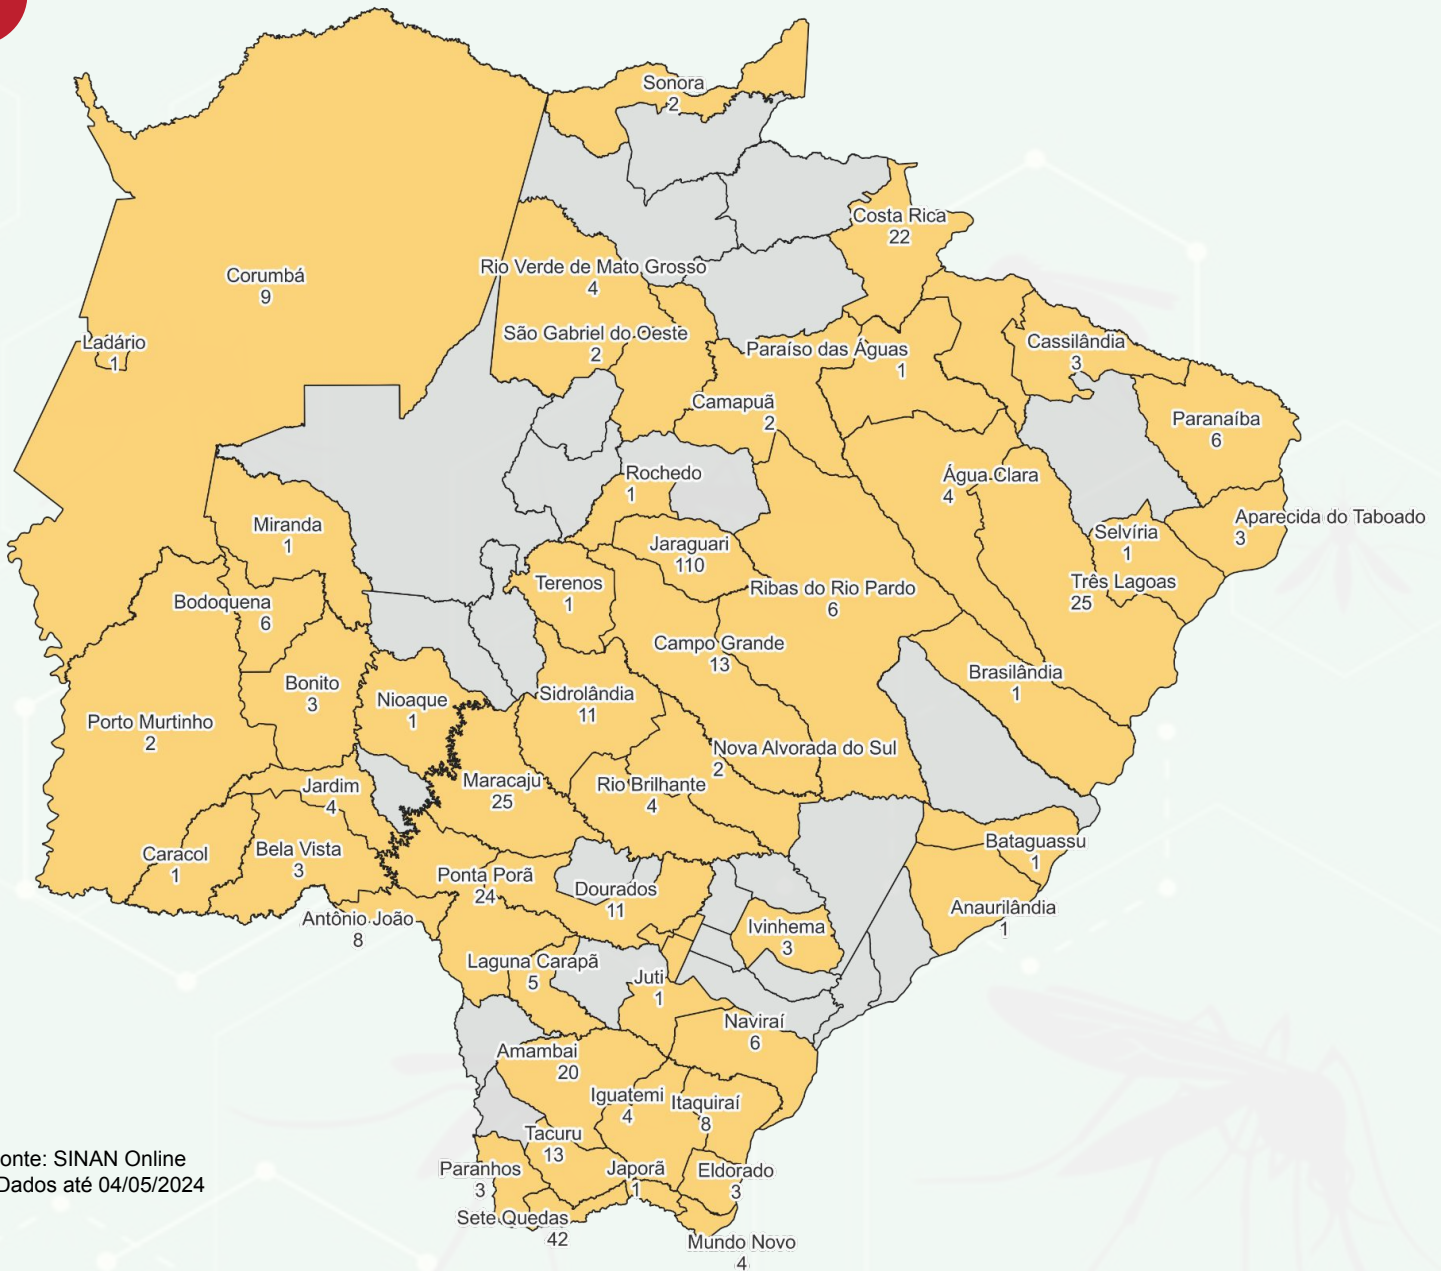 Sonora
2
Costa Rica
22
Corumbá
9
Rio Verde de Mato Grosso
4
São Gabriel do Oeste
2
Ladário
1
Paraíso das Águas
1
Cassilândia
3
Camapuã
2
Paranaíba
6
Rochedo
1
Água Clara
4
Miranda
1
Aparecida do Taboado
3
Selvíria
1
Jaraguari
110
Terenos
1
Ribas do Rio Pardo
6
Três Lagoas
25
Bodoquena
6
Campo Grande
13
Brasilândia
1
Bonito
3
Nioaque
1
Sidrolândia
11
Porto Murtinho
2
Nova Alvorada do Sul
2
Jardim
4
Maracaju
25
Rio Brilhante
4
Caracol
1
Bela Vista
3
Bataguassu
1
Ponta Porã
24
Dourados
11
Anaurilândia
1
Antônio João
8
Ivinhema
3
Laguna Carapã
5
Juti
1
Naviraí
6
Amambai
20
Iguatemi
4
Itaquiraí
8
Tacuru
13
Paranhos
3
Japorã
1
Eldorado
3
Sete Quedas
42
Mundo Novo
4
onte: SINAN Online
Dados até 04/05/2024